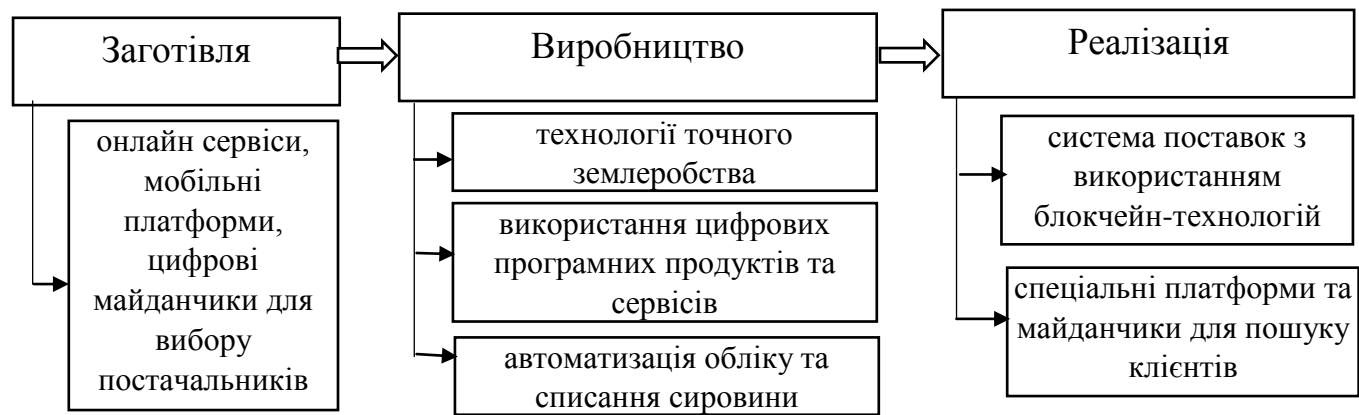 Заготівля
Виробництво
Реалізація
онлайн сервіси,
мобільні
платформи,
цифрові
майданчики для
вибору
постачальників
технології точного
землеробства
використання цифрових
програмних продуктів та
сервісів
автоматизація обліку та
списання сировини
система поставок з
використанням
блокчейн-технологій
спеціальні платформи та
майданчики для пошуку
клієнтів